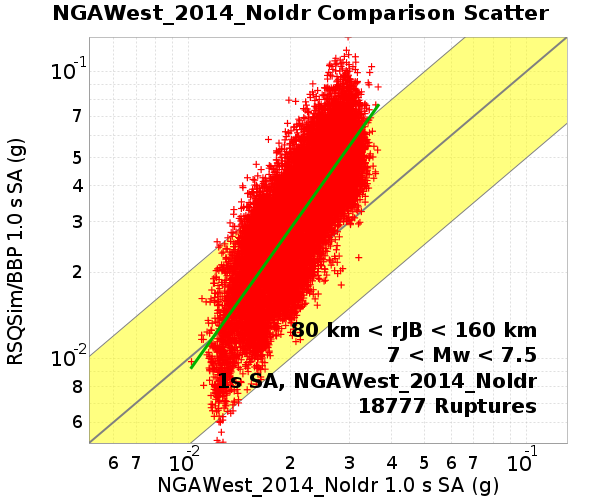 NGAWest_2014_NoIdr Comparison Scatter
RSQSim/BBP 1.0 s SA (g)
10-1
7
5
4
3
2
10-2
8
6
80 km < rJB < 160 km
7 < Mw < 7.5
1s SA, NGAWest_2014_NoIdr
18777 Ruptures
6 7 10-2 2 3 4 5 6 7 10-1
NGAWest_2014_NoIdr 1.0 s SA (g)